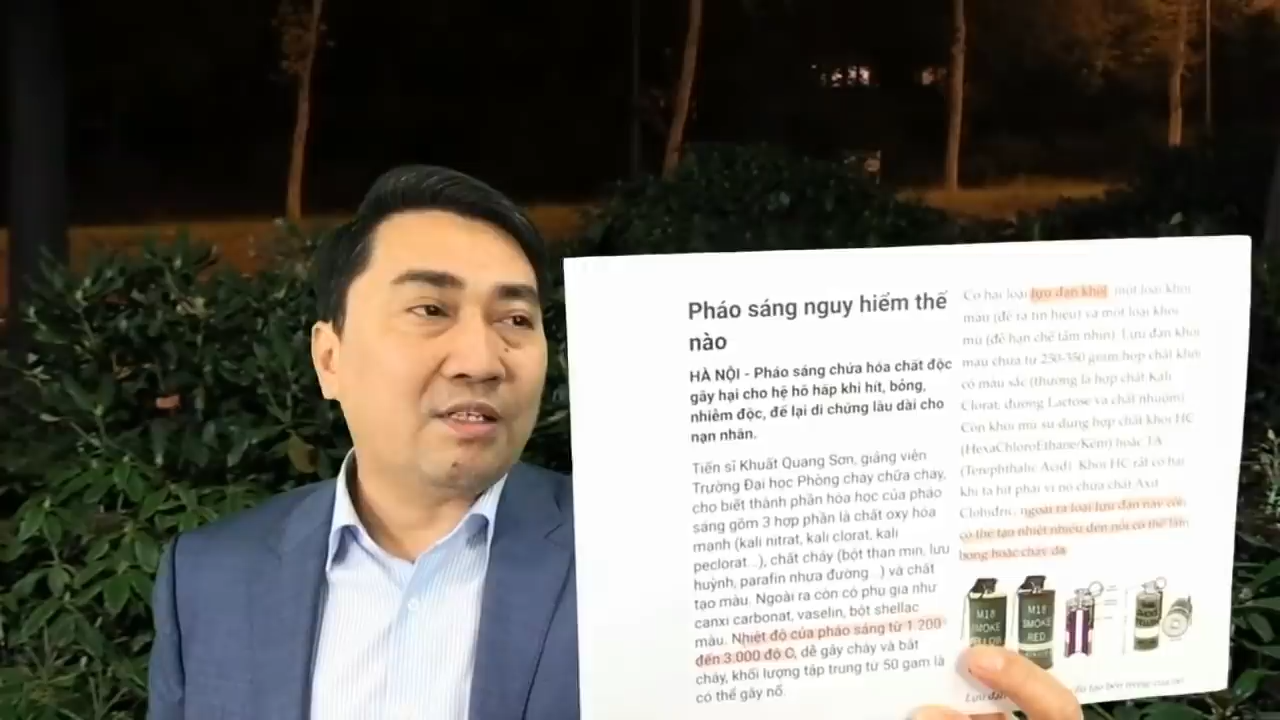 Pháo sáng nguy hiểm thế
nào
HÀ NỘI - Pháo sáng chứa hóa chất độc
gây hại cho hệ hô hấp khi hít, bỏng,
nhiễm độc, để lại di chứng lâu dài cho
nạn nhân.
Tiến sĩ Khuất Quang Sơn, giảng viên
Trường Đại học Phòng cháy chữa cháy,
cho biết thành phần hóa học của pháo
sáng gồm 3 hợp phần là chất oxy hóa
mạnh (kali nitrat, kali clorat, kali
peclorat...), chất cháy (bột than mịn, lưu
huỳnh, parafin nhựa đường...) và chất
tạo màu. Ngoài ra còn có phụ gia như
canxi carbonat, vaselin, bột shellac
màu. Nhiệt độ của pháo sáng từ 1.200
đến 3.000 độ C, dễ gây cháy và bắt
cháy, khối lượng tập trung từ 50 gam là
có thể gây nổ.
Có hai loại lựu đạn khói, một loại khói
màu (để ra tín hiệu) và một loại khói
mù (để hạn chế tầm nhìn). Lựu đạn khói
màu chứa từ 250-350 gram hợp chất khói
có màu sắc (thường là hợp chất Kali
Clorat, đường Lactose và chất nhuộm).
Còn khói mù sử dụng hợp chất khói HC
(HexaChloroEthane/Kẽm) hoặc TA
(Terephthalic Acid). Khói HC rất có hại
khi ta hít phải vì nó chứa chất Axit
Clohidric, ngoài ra loại lựu đạn này còn
có thể tạo nhiệt nhiều đến nỗi có thể làm
bỏng hoặc cháy da
M18
SMOKE
M18
SMOKE
RED
Lựu đạn
cấu tạo bên trong của nó